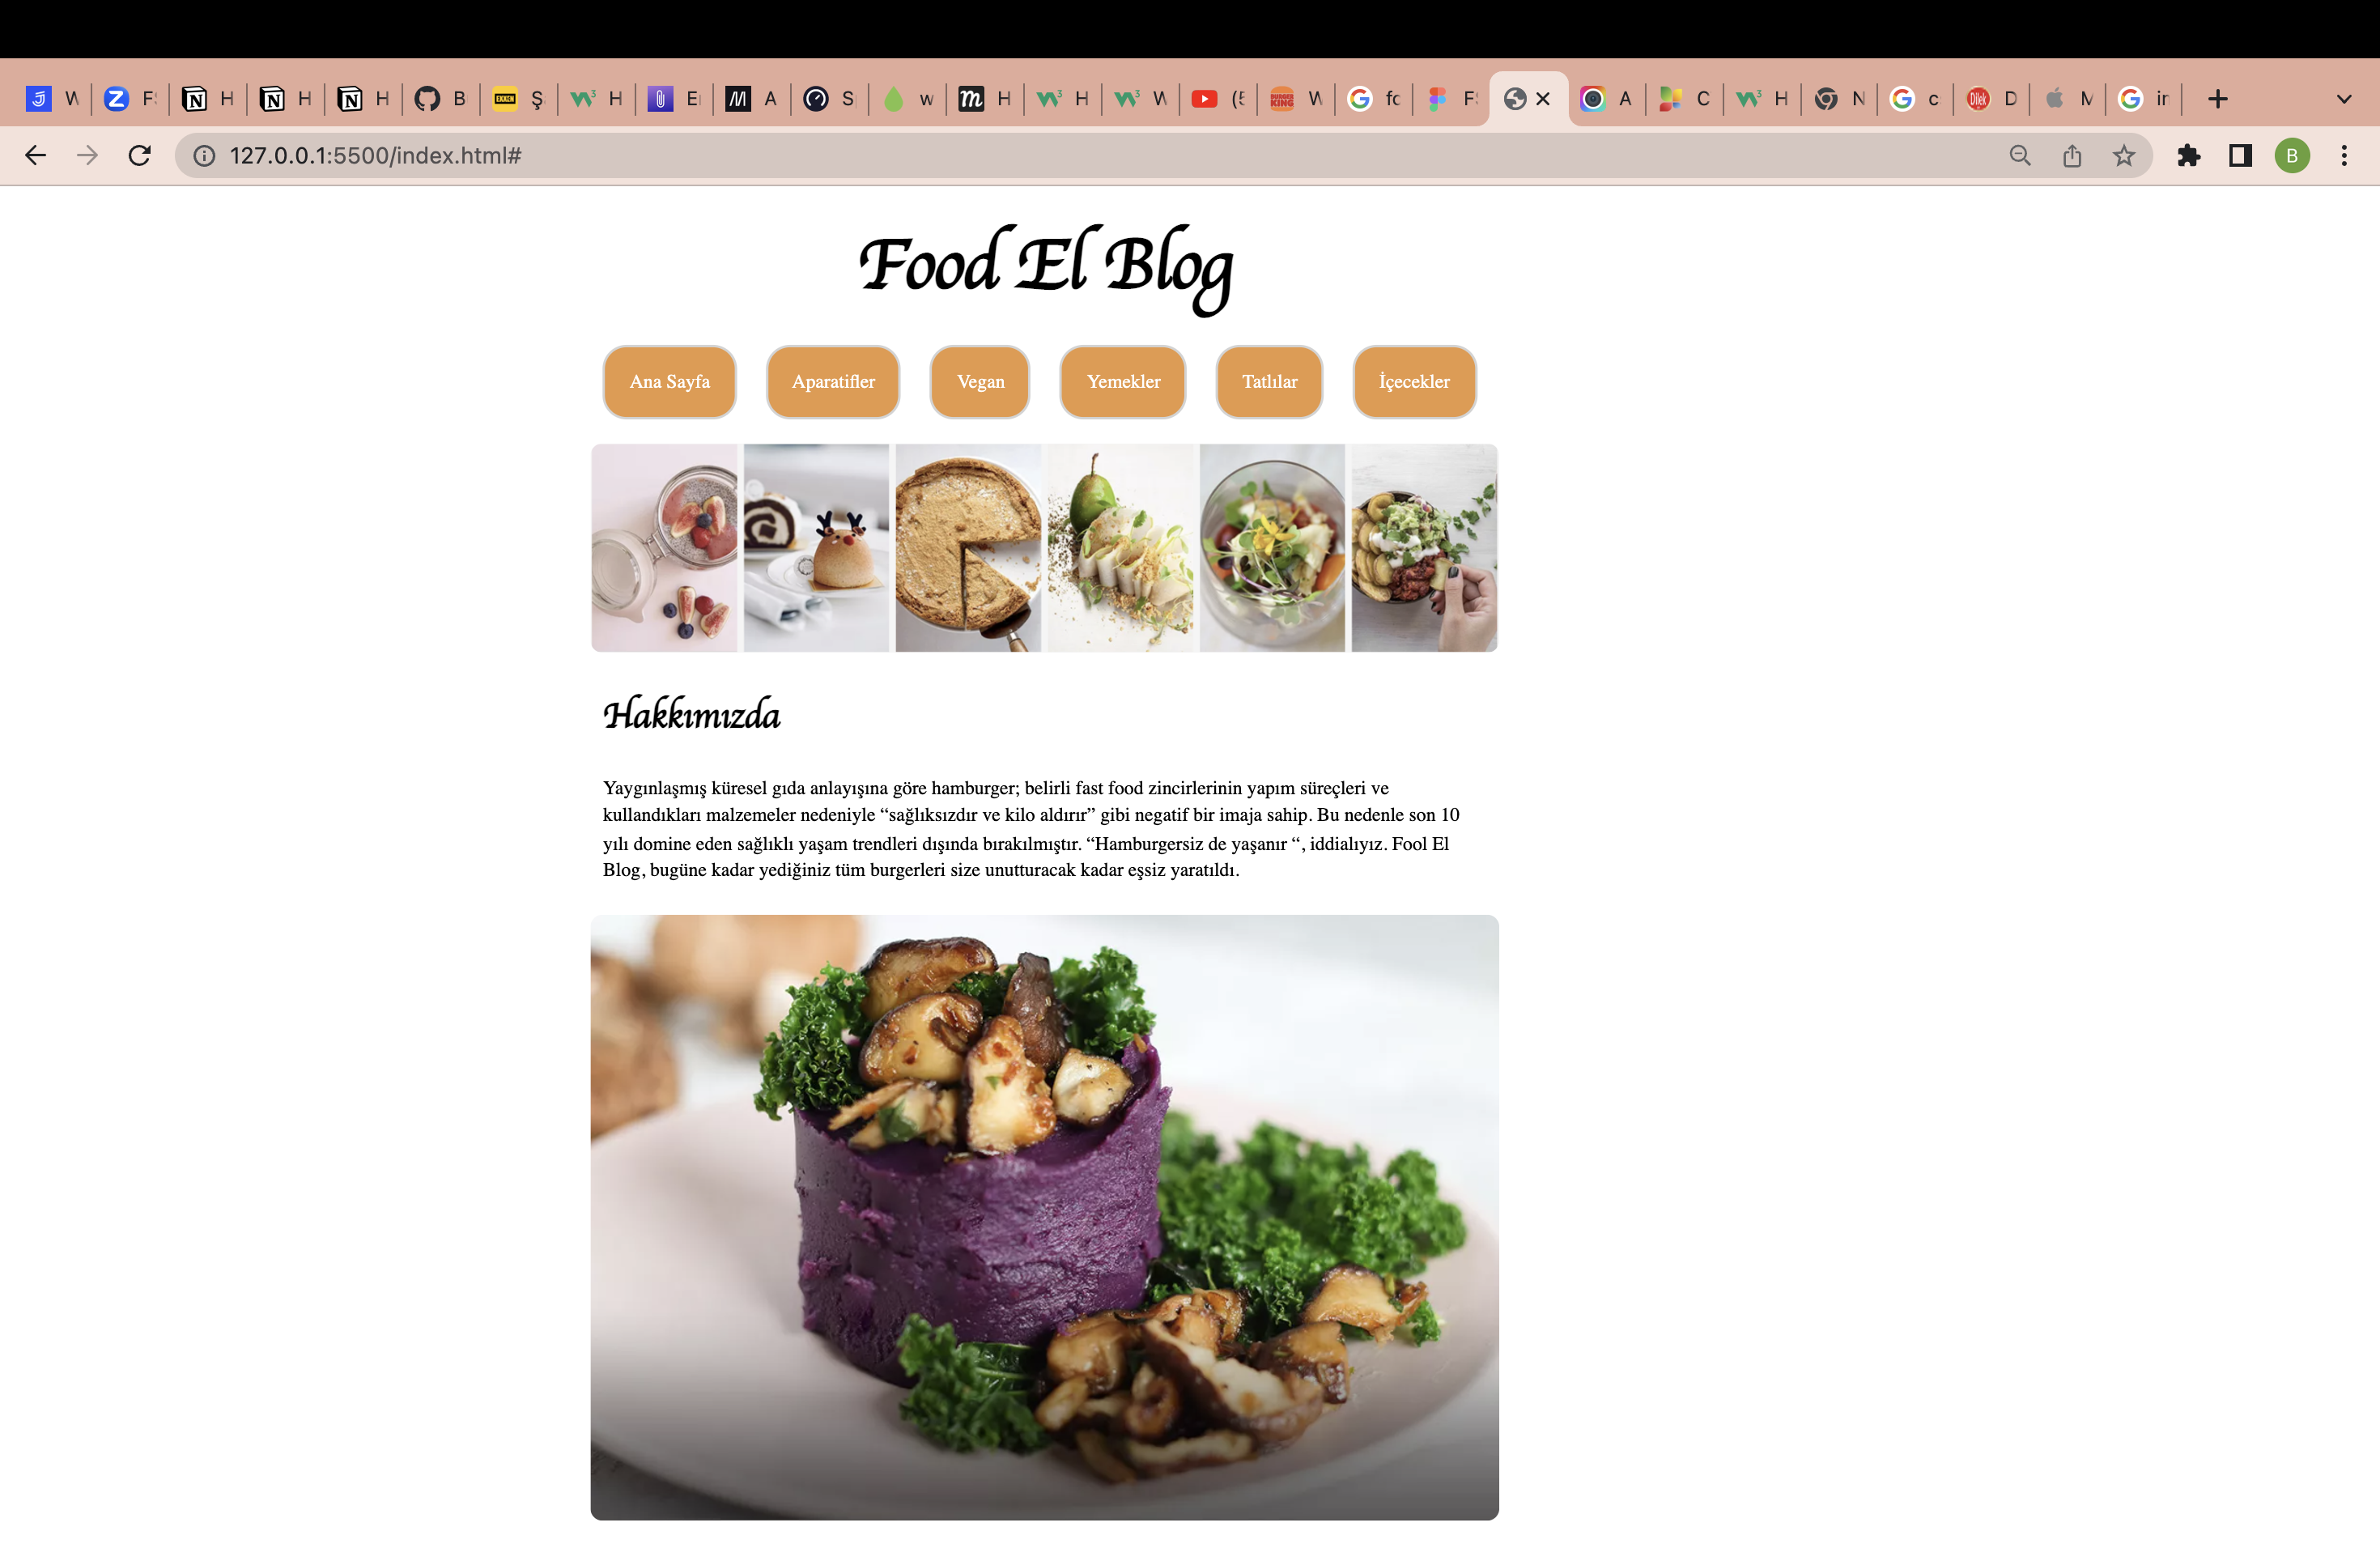 W F H H H B Ş H E A S w H H W (5 W fo F A C H N c D M in
127.0.0.1:5500/index.html#
B
Food El Blog
Ana Sayfa Aparatifler Vegan Yemekler Tatlılar İçecekler
Hakkımızda
Yaygınlaşmış küresel gıda anlayışına göre hamburger; belirli fast food zincirlerinin yapım süreçleri ve
kullandıkları malzemeler nedeniyle “sağlıksızdır ve kilo aldırır” gibi negatif bir imaja sahip. Bu nedenle son 10
yılı domine eden sağlıklı yaşam trendleri dışında bırakılmıştır. “Hamburgersiz de yaşanır “, iddialıyız. Fool El
Blog, bugüne kadar yediğiniz tüm burgerleri size unutturacak kadar eşsiz yaratıldı.